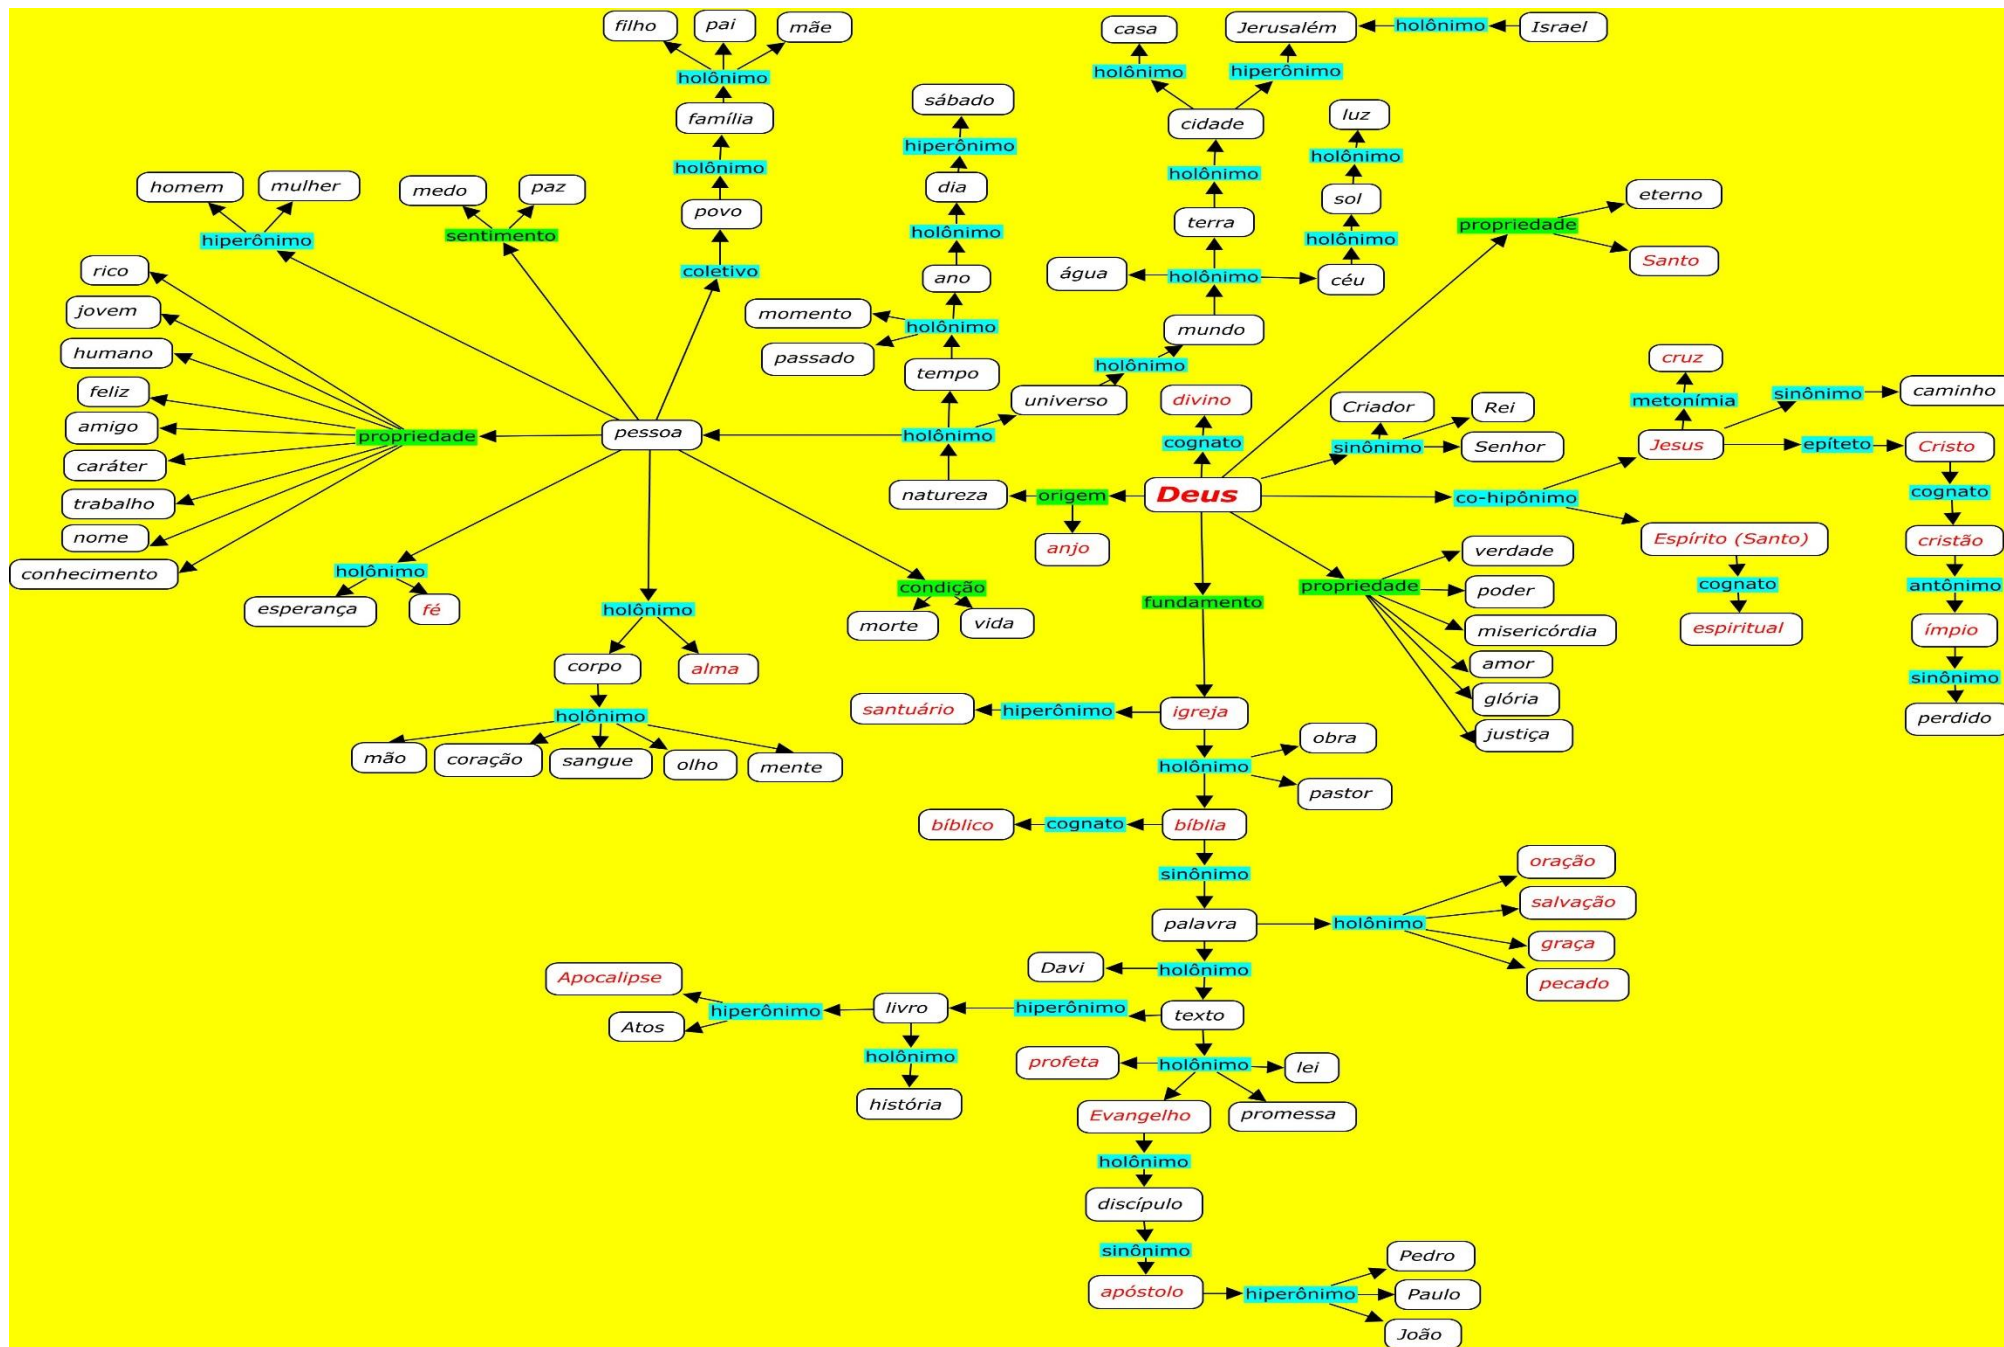 filho
pai
mãe
holônimo
família
holônimo
povo
coletivo
homem
mulher
hiperônimo
medo
paz
sentimento
rico
jovem
humano
feliz
amigo
caráter
trabalho
nome
conhecimento
propriedade
pessoa
holônimo
esperança
fé
holônimo
corpo
alma
holônimo
mão
coração
sangue
olho
mente
condição
morte
vida
sábado
hiperônimo
dia
holônimo
ano
momento
holônimo
passado
tempo
holônimo
natureza
universo
holônimo
mundo
água
holônimo
céu
terra
holônimo
cidade
holônimo
casa
hiperônimo
Jerusalém
holônimo
Israel
luz
holônimo
sol
holônimo
origem
anjo
Deus
cognato
divino
propriedade
eterno
Santo
Criador
Rei
sinônimo
Senhor
co-hipônimo
cruz
metonímia
Jesus
sinônimo
caminho
epíteto
Cristo
cognato
cristão
antônimo
ímpio
sinônimo
perdido
Espírito (Santo)
cognato
espiritual
propriedade
verdade
poder
misericórdia
amor
glória
justiça
fundamento
santuário
hiperônimo
igreja
holônimo
obra
pastor
bíblico
cognato
bíblia
sinônimo
palavra
holônimo
oração
salvação
graça
pecado
Davi
holônimo
texto
hiperônimo
livro
hiperônimo
Apocalipse
Atos
holônimo
história
profeta
holônimo
lei
Evangelho
promessa
holônimo
discípulo
sinônimo
apóstolo
hiperônimo
Pedro
Paulo
João